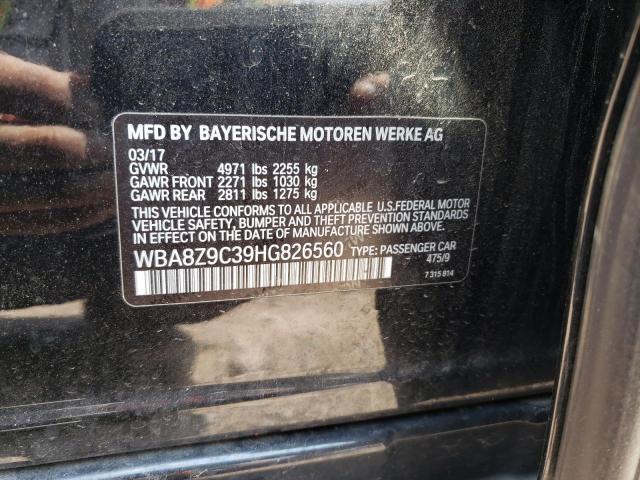 MFD BY BAYERISCHE MOTOREN WERKE AG
03/17
GVWR 4971 lbs 2255 kg
GAWR FRONT 2271 lbs 1030 kg
GAWR REAR 2811 lbs 1275 kg
THIS VEHICLE CONFORMS TO ALL APPLICABLE U.S.FEDERAL MOTOR
VEHICLE SAFETY, BUMPER AND THEFT PREVENTION STANDARDS
IN EFFECT ON THE DATE OF MANUFACTURE SHOWN ABOVE.
WBA8Z9C39HG826560 TYPE: PASSENGER CAR
475/9
7 315 814